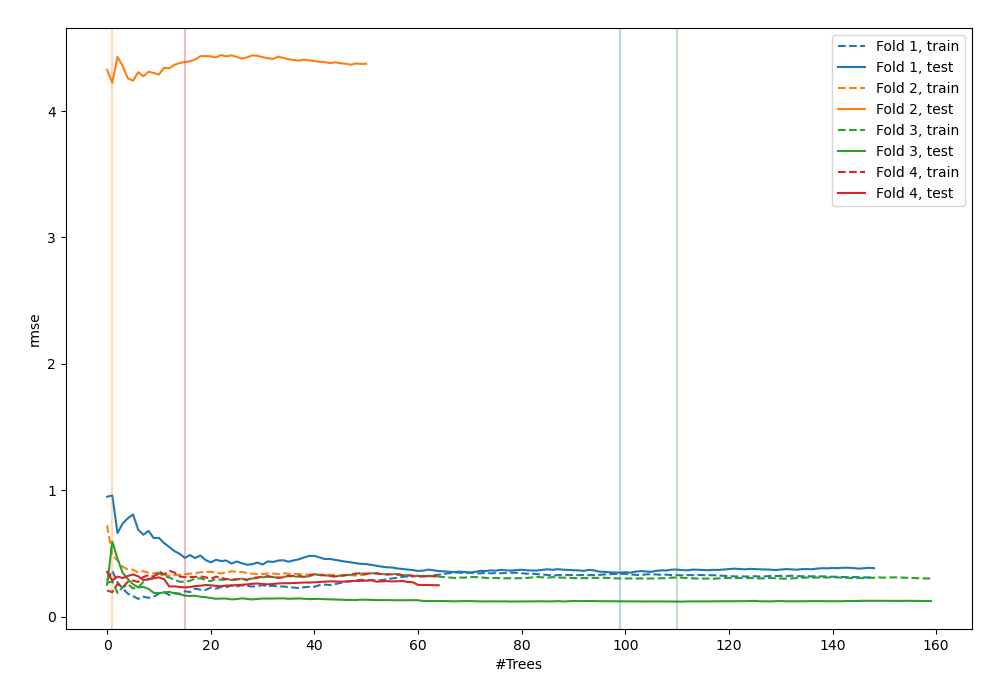 Fold 1, train
Fold 1, test
Fold 2, train
Fold 2, test
Fold 3, train
Fold 3, test
Fold 4, train
Fold 4, test
rmse
4
3
2
1
0
0 20 40 60 80 100 120 140 160
#Trees